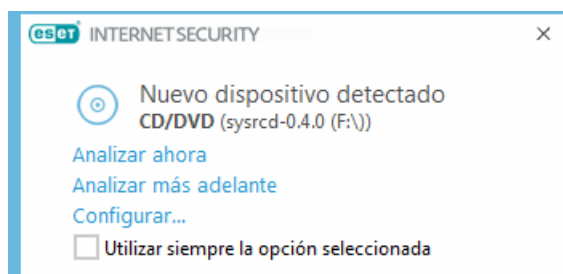 eset INTERNET SECURITY
Nuevo dispositivo detectado
CD/DVD (sysrcd-0.4.0 (F:\))
Analizar ahora
Analizar más adelante
Configurar...
Utilizar siempre la opción seleccionada